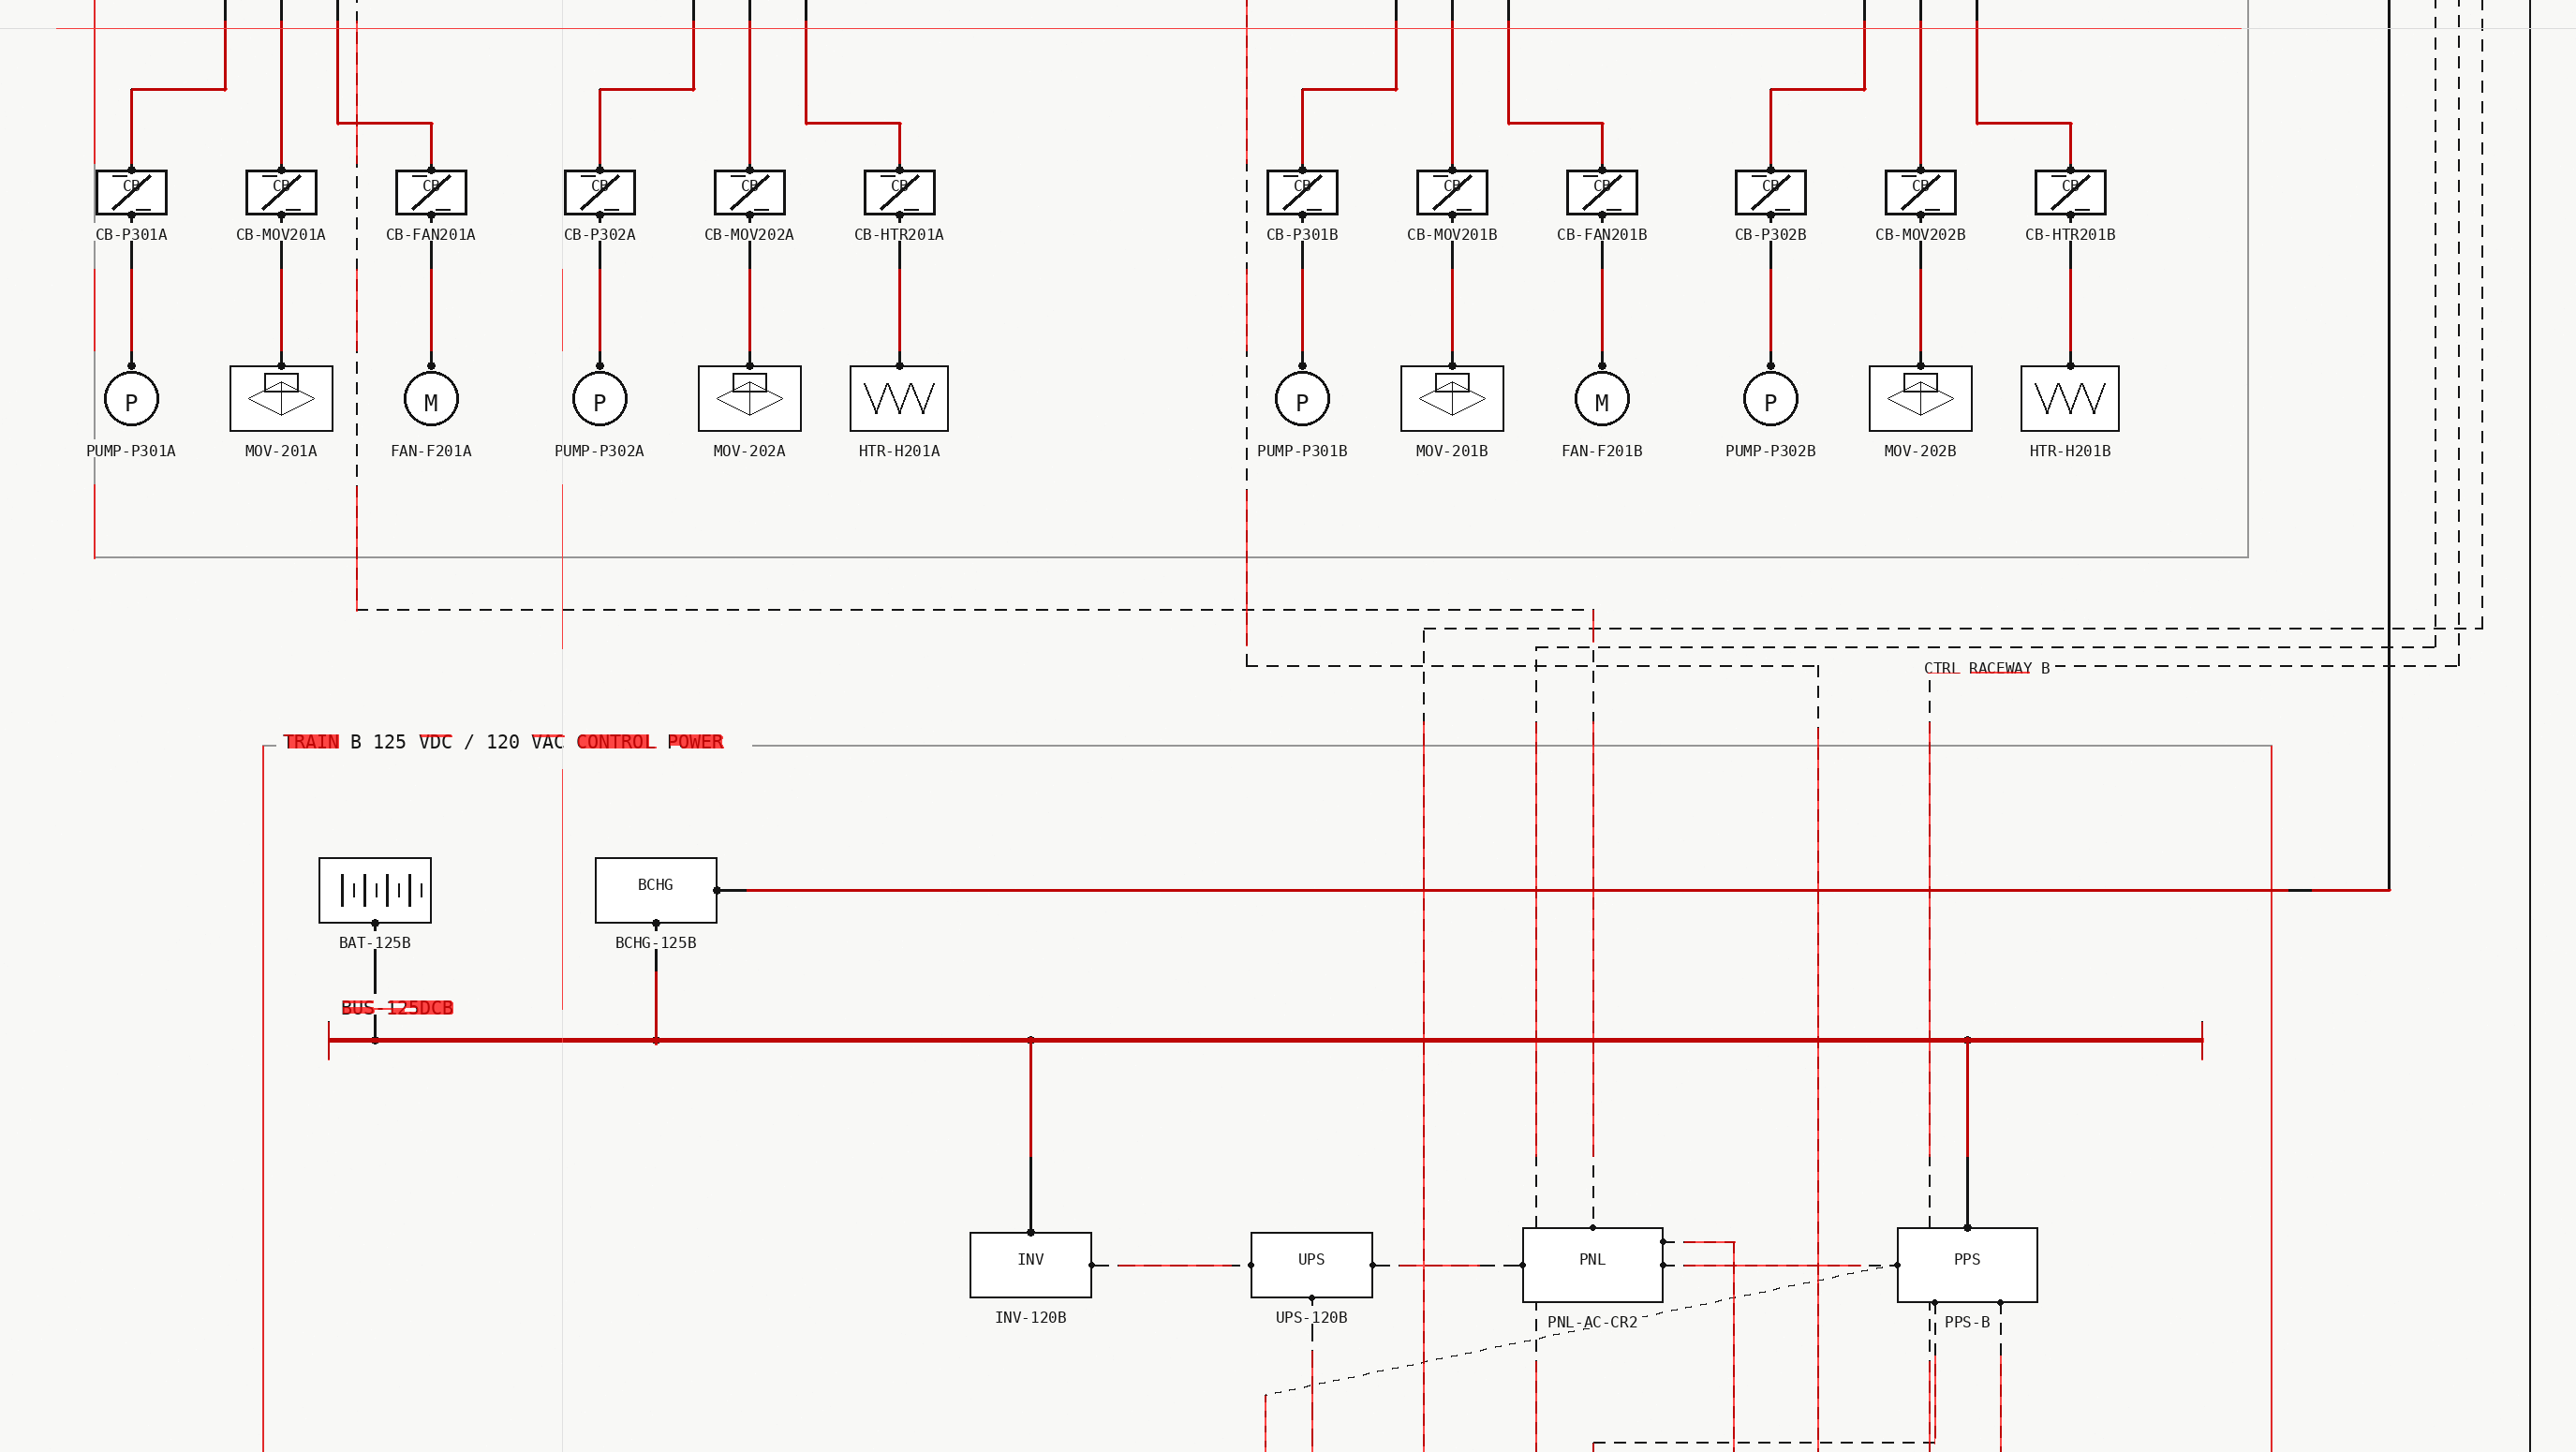 CB CB CB CB CB CB CB CB CB CB CB CB
CB-P301A CB-MOV201A CB-FAN201A CB-P302A CB-MOV202A CB-HTR201A CB-P301B CB-MOV201B CB-FAN201B CB-P302B CB-MOV202B CB-HTR201B
P M P P M P
PUMP-P301A MOV-201A FAN-F201A PUMP-P302A MOV-202A HTR-H201A PUMP-P301B MOV-201B FAN-F201B PUMP-P302B MOV-202B HTR-H201B
CTRL RACEWAY B
TRAIN B 125 VDC / 120 VAC CONTROL POWER
BCHG
BAT-125B BCHG-125B
BUS-125DCB
INV UPS PNL PPS
INV-120B UPS-120B PNL-AC-CR2 PPS-B